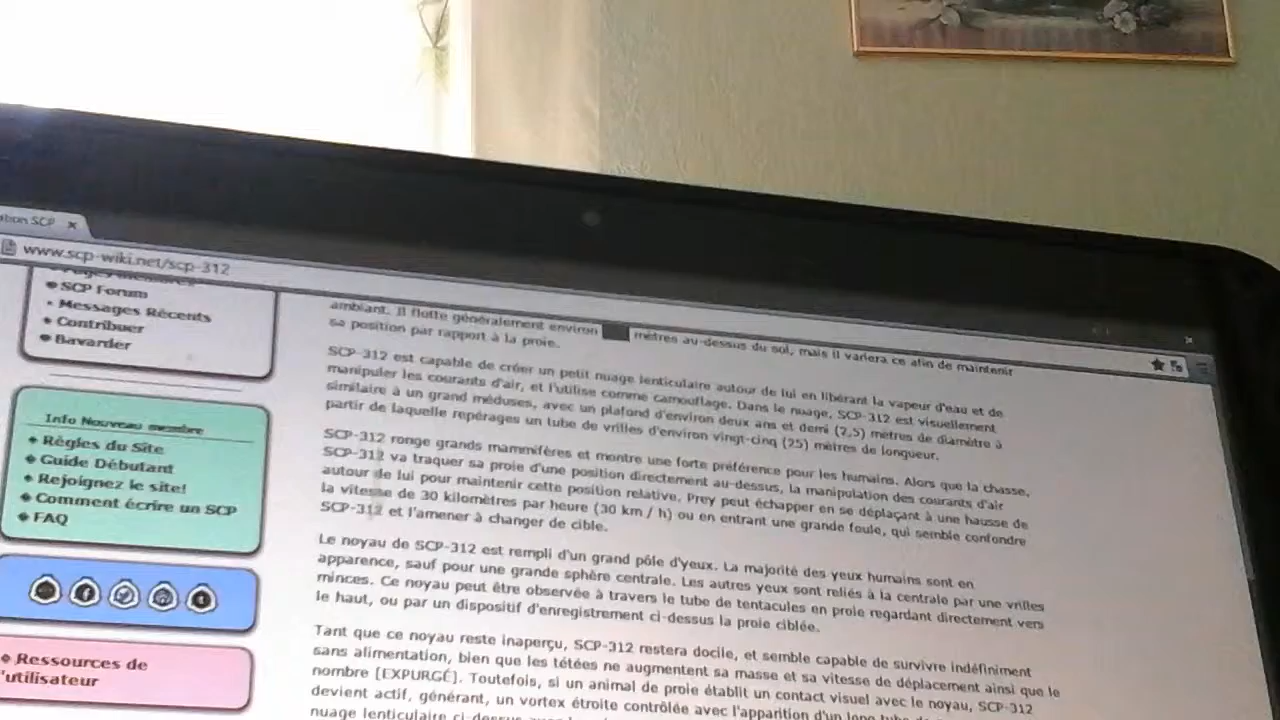 ation SCP
www.scp-wiki.net/scp-312
SCP Forum
Messages Récents
Contribuer
Bavarder
Info Nouveau membre
Règles du Site
Guide Débutant
Rejoignez le site!
Comment écrire un SCP
FAQ
Ressources de
l'utilisateur
ambiant. Il flotte généralement environ mètres au-dessus du sol, mais il variera ce afin de maintenir
sa position par rapport à la proie.
SCP-312 est capable de créer un petit nuage lenticulaire autour de lui en libérant la vapeur d'eau et de
manipuler les courants d'air, et l'utilise comme camouflage. Dans le nuage, SCP-312 est visuellement
similaire à un grand méduses, avec un plafond d'environ deux ans et demi (2,5) mètres de diamètre à
partir de laquelle repérages un tube de vrilles d'environ vingt-cinq (25) mètres de longueur.
SCP-312 ronge grands mammifères et montre une forte préférence pour les humains. Alors que la chasse,
SCP-312 va traquer sa proie d'une position directement au-dessus, la manipulation des courants d'air
autour de lui pour maintenir cette position relative. Prey peut échapper en se déplaçant à une hausse de
la vitesse de 30 kilomètres par heure (30 km / h) ou en entrant une grande foule, qui semble confondre
SCP-312 et l'amener à changer de cible.
Le noyau de SCP-312 est rempli d'un grand pôle d'yeux. La majorité des yeux humains sont en
apparence, sauf pour une grande sphère centrale. Les autres yeux sont reliés à la centrale par une vrilles
minces. Ce noyau peut être observée à travers le tube de tentacules en proie regardant directement vers
le haut, ou par un dispositif d'enregistrement ci-dessus la proie ciblée.
Tant que ce noyau reste inaperçu, SCP-312 restera docile, et semble capable de survivre indéfiniment
sans alimentation, bien que les tétées ne augmentent sa masse et sa vitesse de déplacement ainsi que le
nombre [EXPURGÉ]. Toutefois, si un animal de proie établit un contact visuel avec le noyau, SCP-312
devient actif, générant, un vortex étroite contrôlée avec l'apparition d'un long tube
nuage lenticulaire ci-dessus